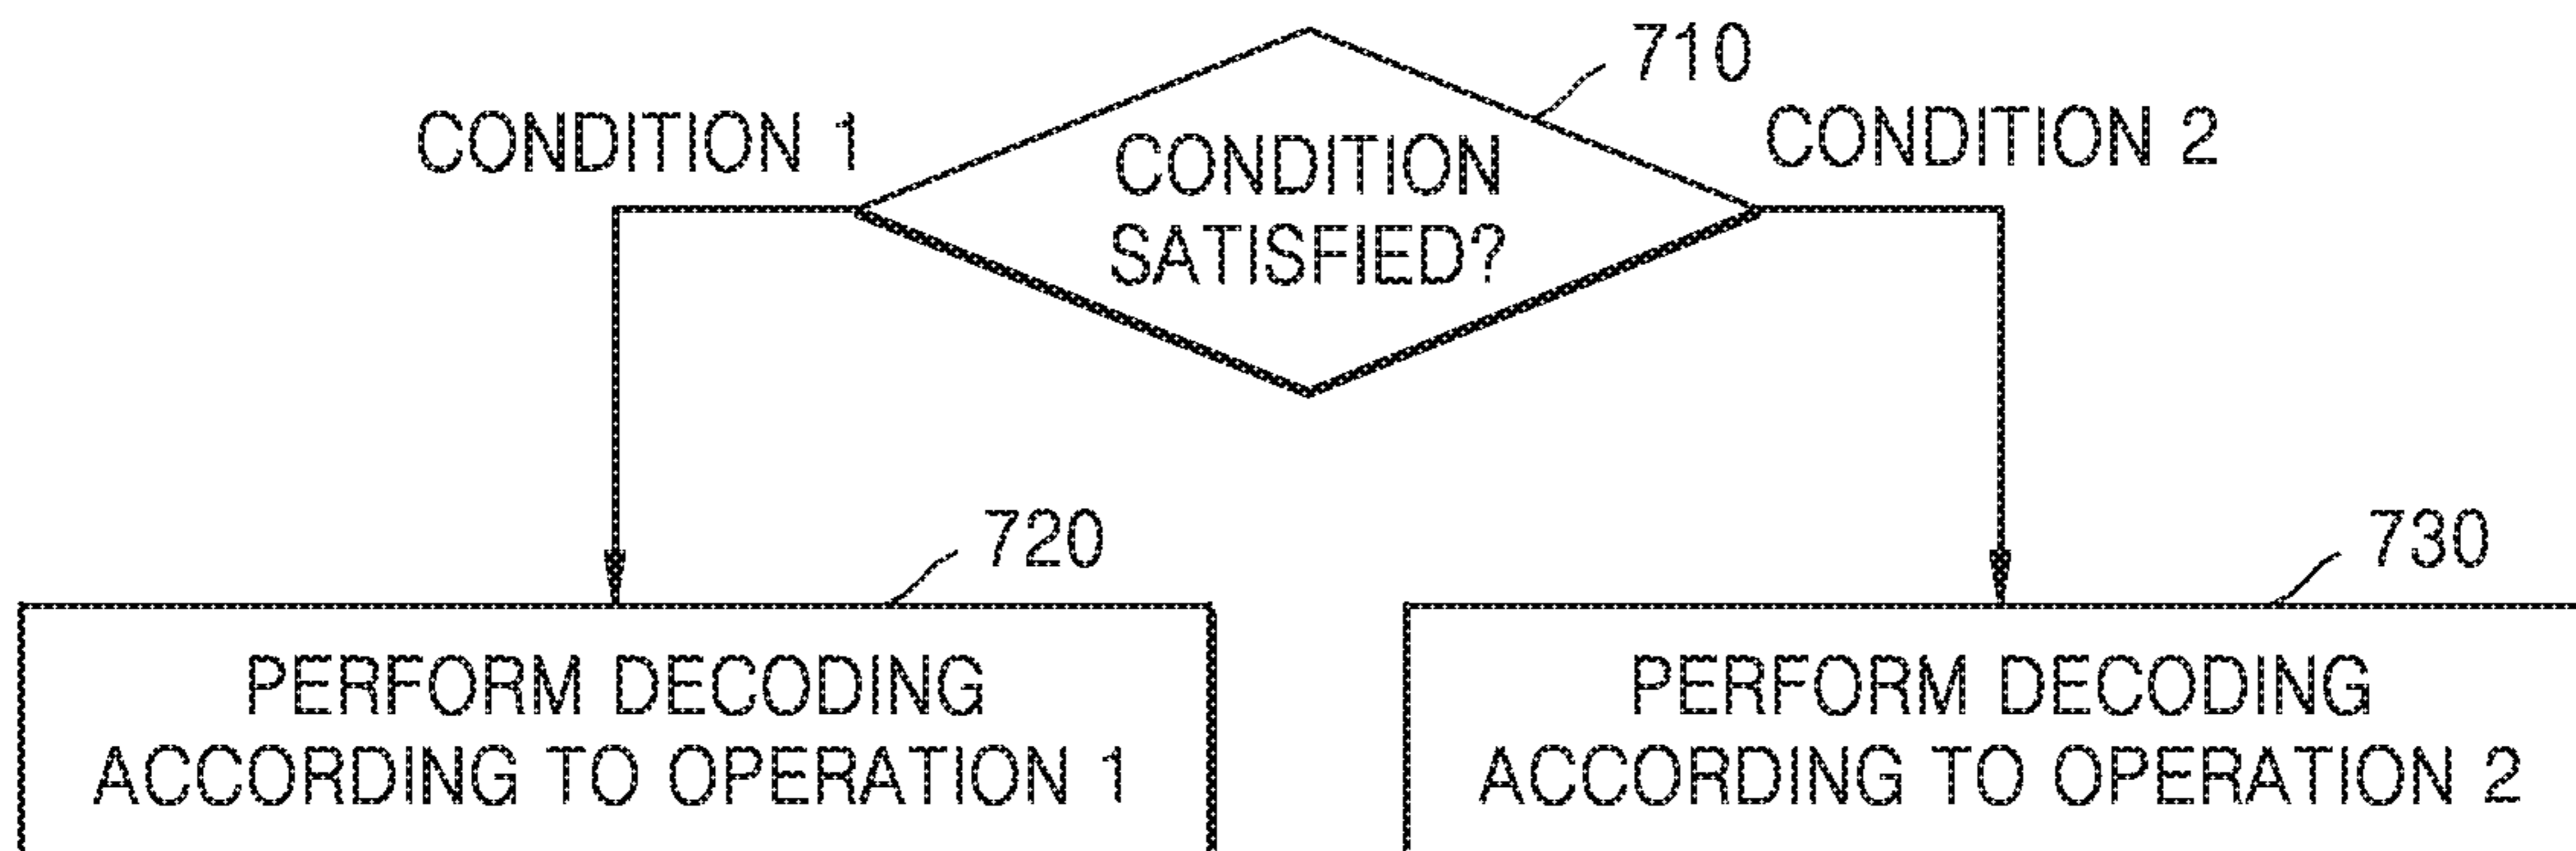 710
CONDITION 1
CONDITION 2
CONDITION
SATISFIED?
720
730
PERFORM DECODING
ACCORDING TO OPERATION 1
PERFORM DECODING
ACCORDING TO OPERATION 2